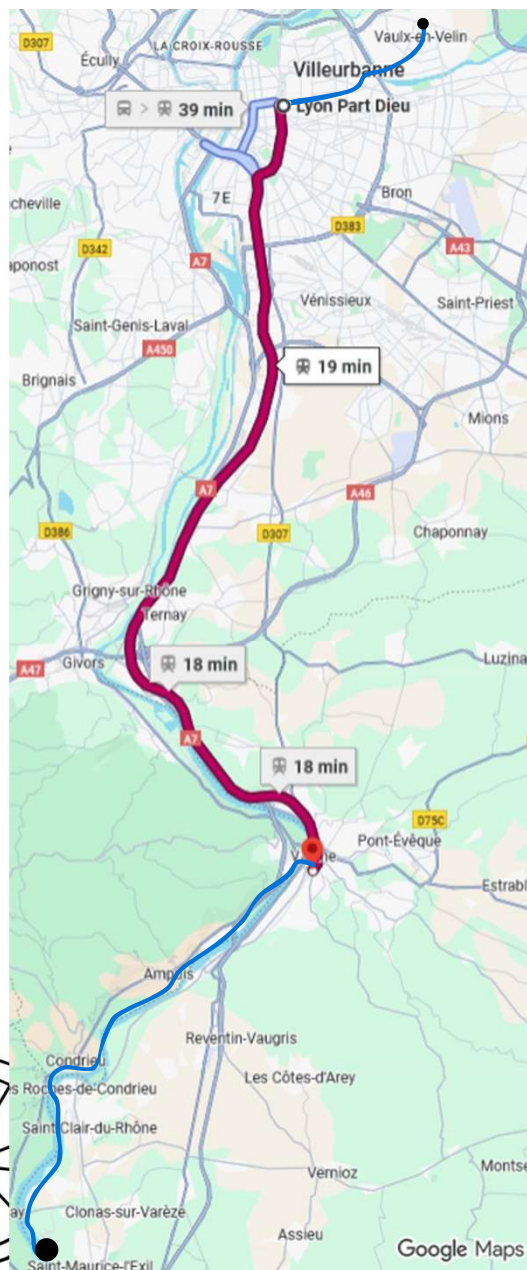 D307
Vaulx-en-Velin
LA CROIX-ROUSSE
Écully
Villeurbanne
39 min
Lyon Part Dieu
7E
Bron
cheville
D383
D342
A43
aponost
A7
Vénissieux
Saint-Priest
Saint-Genis-Laval
A450
19 min
Brignais
Mions
A7
A46
D386
D307
Chaponnay
Grigny-sur-Rhône
Ternay
Givors
18 min
Luzina
A47
A7
18 min
D75C
Pont-Évêque
Estrabl
Ampuis
Reventin-Vaugris
Condrieu
Les Côtes-d'Arey
s Roches-de-Condrieu
Saint-Clair-du-Rhône
Vernioz
Montse
ay
Clonas-sur-Varèze
Assieu
Google Maps
Saint-Maurice-l'Exil